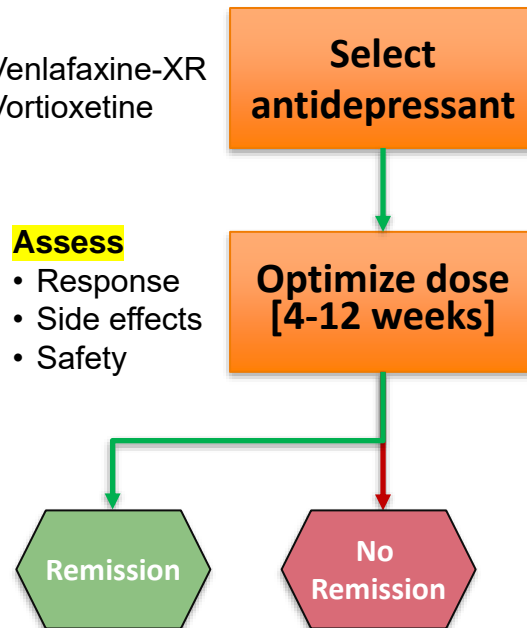 Venlafaxine-XR
Vortioxetine
Select
antidepressant
Assess
• Response
• Side effects
• Safety
Optimize dose
[4-12 weeks]
Remission
No
Remission